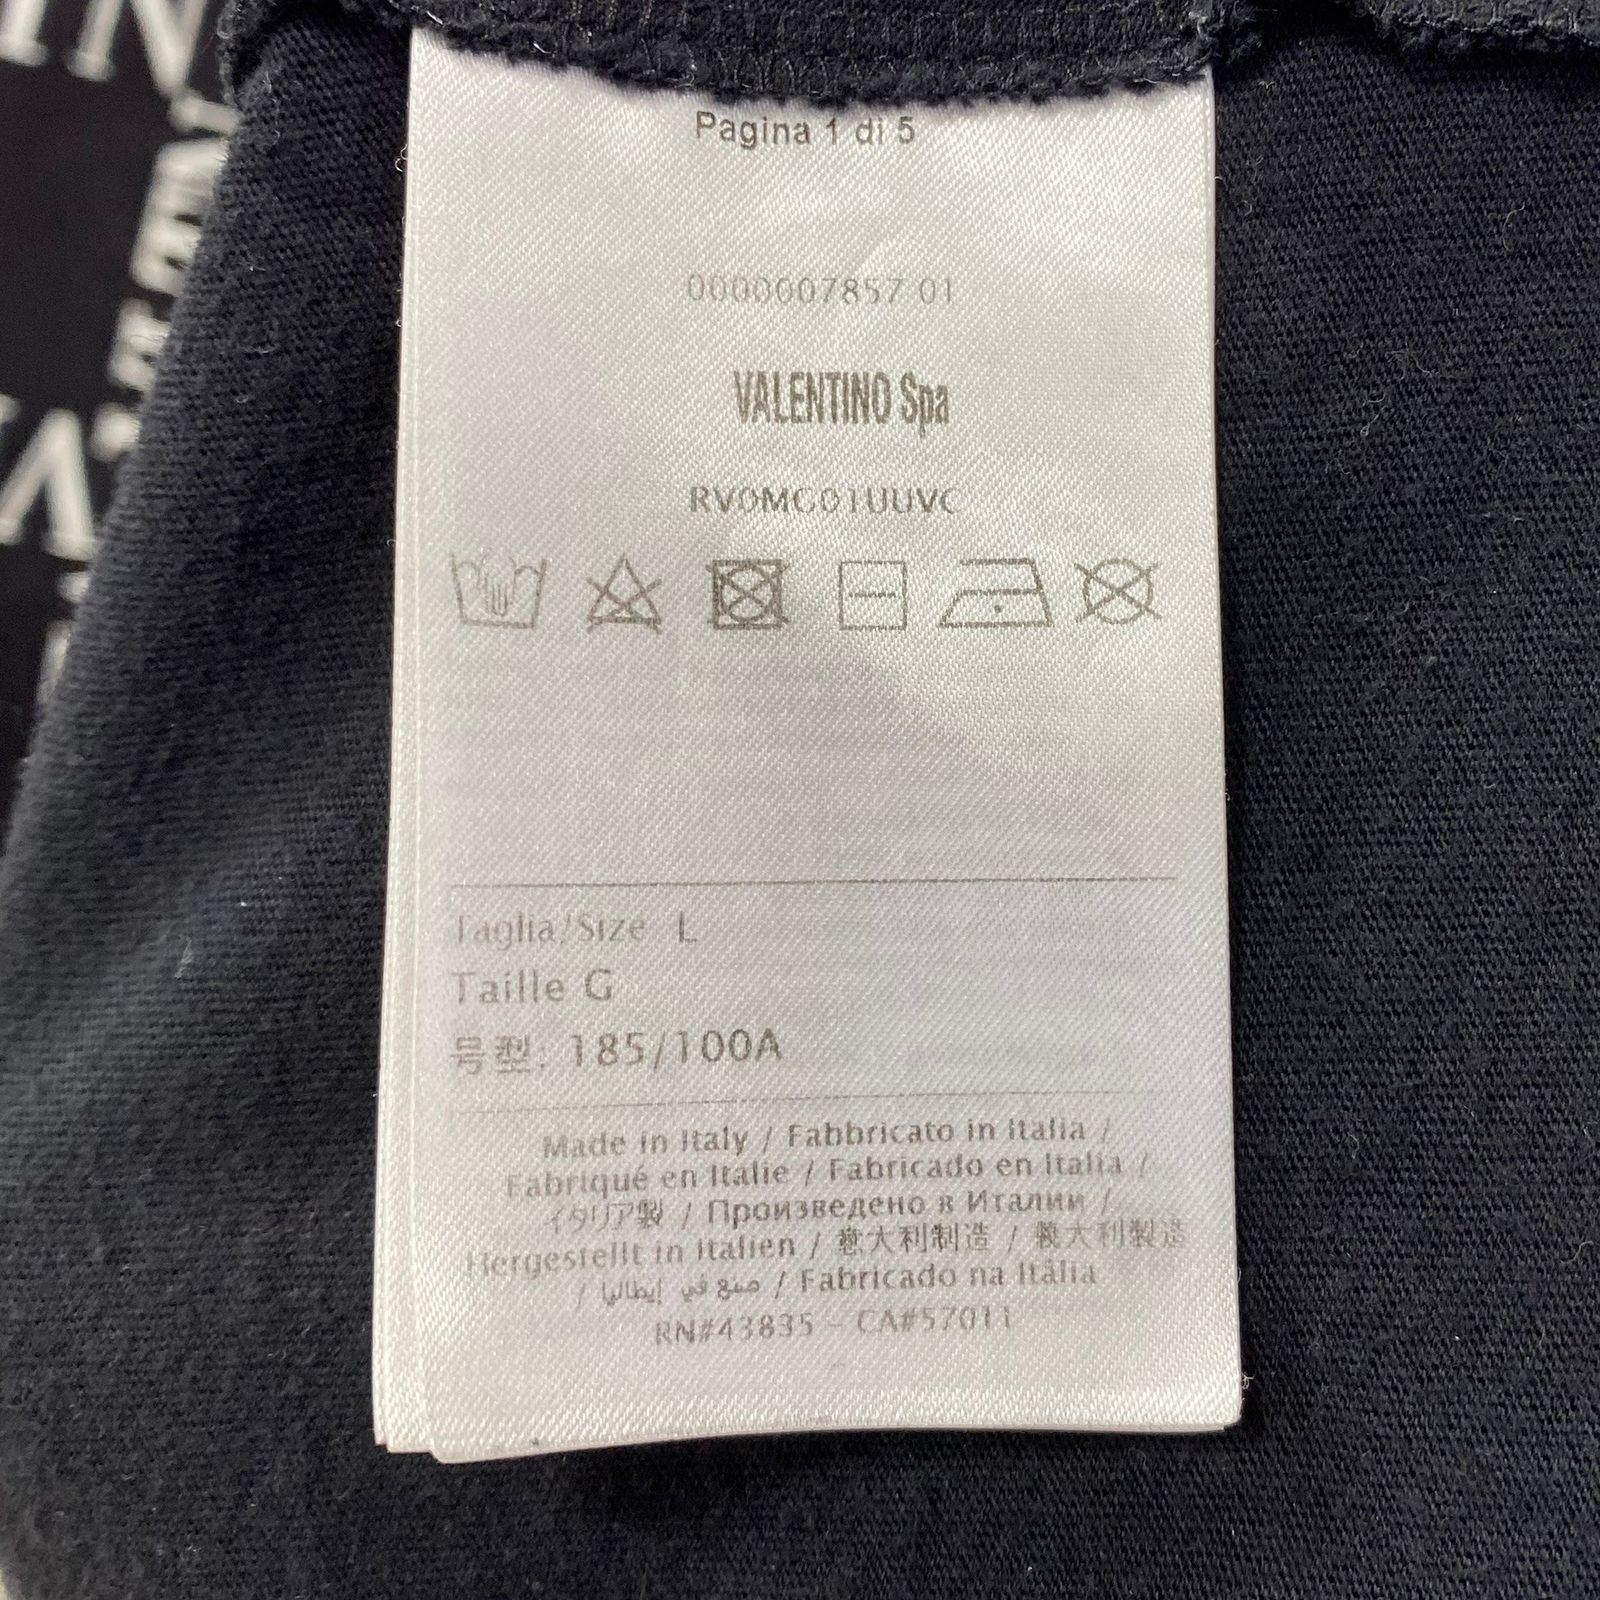 Pagina 1 di 5
0000007857 01
VALENTINO Spa
RV0MG01UUVC
Taglia/Size L
Taille G
号型: 185/100A
Made in Italy / Fabbricato in Italia /
Fabriqué en Italie / Fabricado en Italia /
イタリア製 / Произведено в Италии /
Hergestellt in Italien / 意大利制造 / 義大利製造
/ صنع في إيطاليا / Fabricado na Itália
RN#43835 - CA#57011